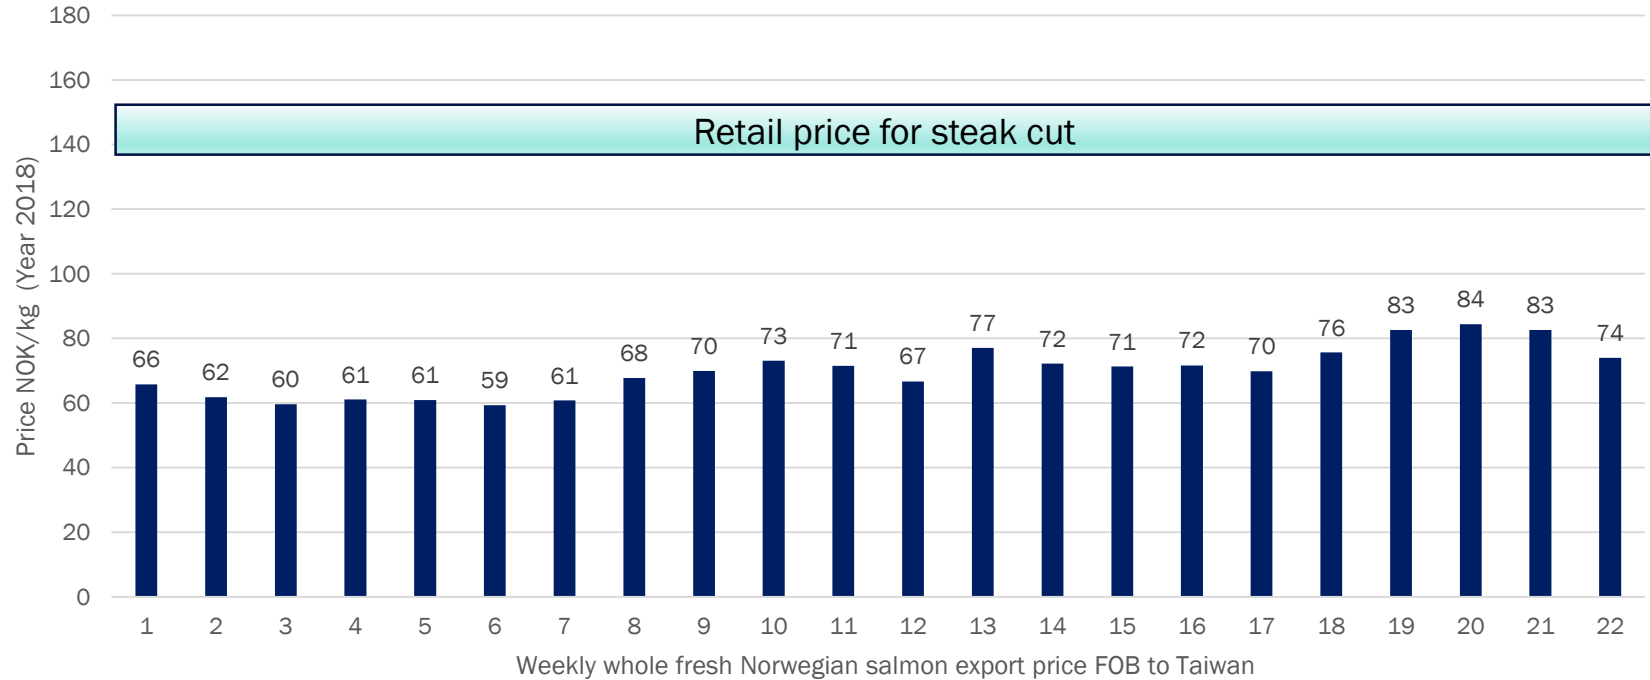 180
160
140
120
100
80
60
40
20
0
Price NOK/kg (Year 2018)
Retail price for steak cut
66 62 60 61 61 59 61 68 70 73 71 67 77 72 71 72 70 76 83 84 83 74
1 2 3 4 5 6 7 8 9 10 11 12 13 14 15 16 17 18 19 20 21 22
Weekly whole fresh Norwegian salmon export price FOB to Taiwan